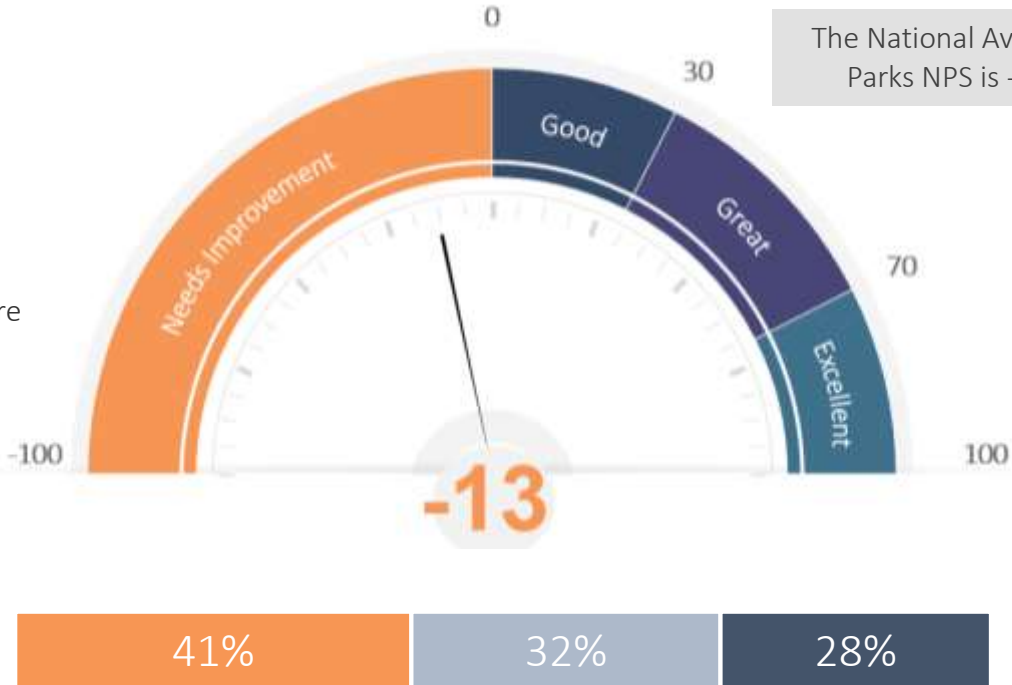 0
The National Av
Parks NPS is -
30
Good
Needs Improvement
Great
70
re
Excellent
-100
100
-13
41% 32% 28%